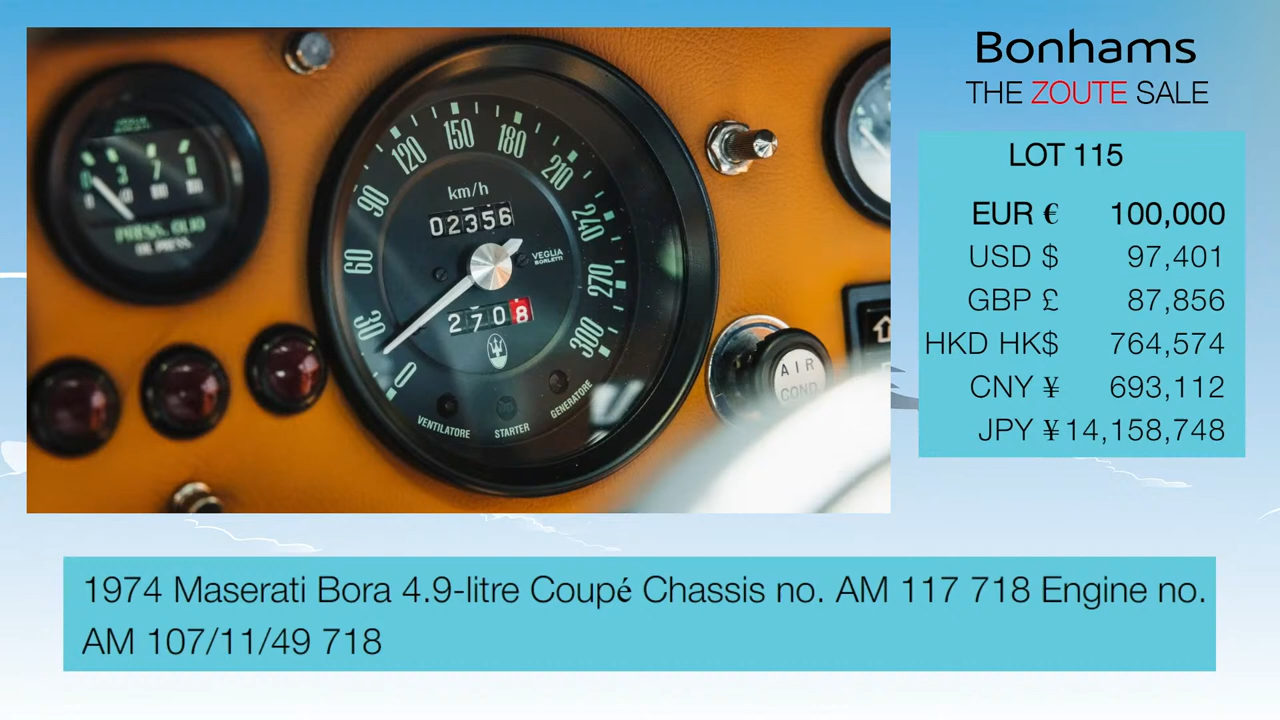 Bonhams
THE ZOUTE SALE
LOT 115
EUR € 100,000
USD $ 97,401
GBP £ 87,856
HKD HK$ 764,574
CNY ¥ 693,112
JPY ¥ 14,158,748
120 150 180
90 210
60 240
30 270
0 300
km/h
02356
VEGLIA
BORLETTI
2708
VENTILATORE STARTER GENERATORE
PRESS. OLIO
OIL PRESS.
AIR
COND
1974 Maserati Bora 4.9-litre Coupé Chassis no. AM 117 718 Engine no.
AM 107/11/49 718